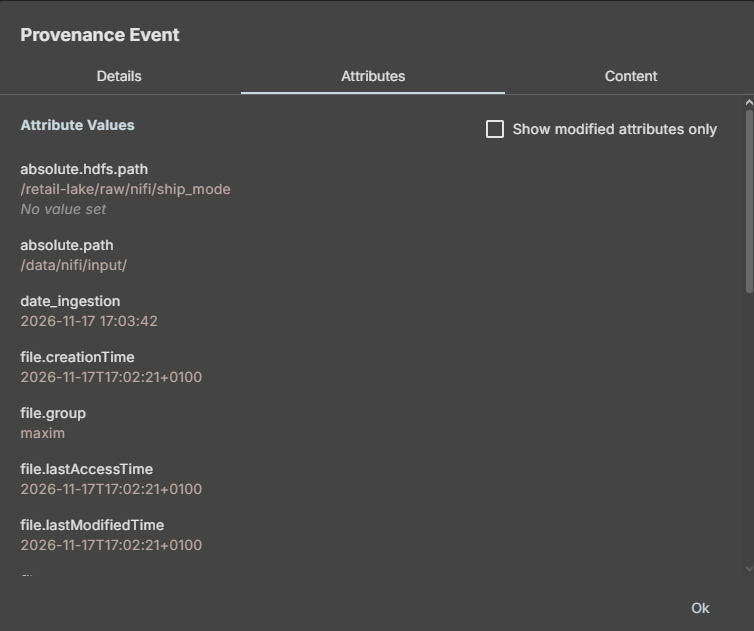 Provenance Event
Details Attributes Content
Attribute Values
Show modified attributes only
absolute.hdfs.path
/retail-lake/raw/nifi/ship_mode
No value set
absolute.path
/data/nifi/input/
date_ingestion
2026-11-17 17:03:42
file.creationTime
2026-11-17T17:02:21+0100
file.group
maxim
file.lastAccessTime
2026-11-17T17:02:21+0100
file.lastModifiedTime
2026-11-17T17:02:21+0100
Ok